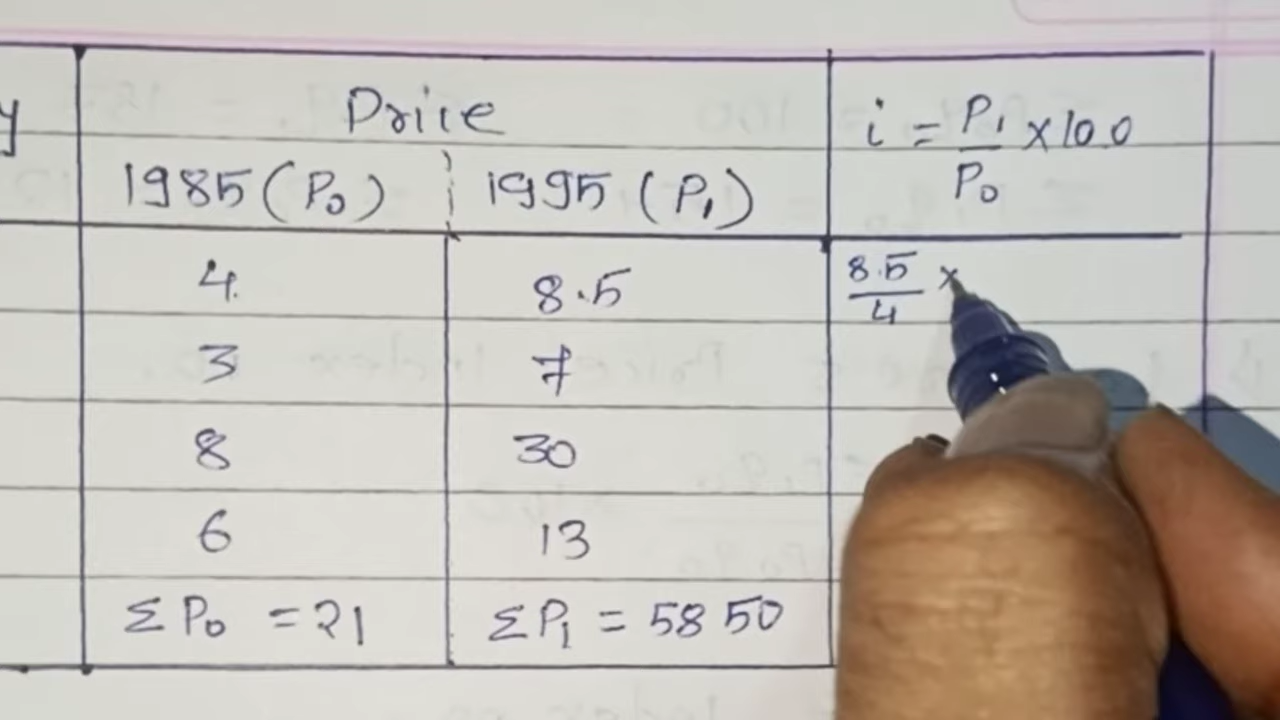 y Price i = P₁/P₀ ×100
1985 (P₀) 1995 (P₁)
4 8.5 8.5/4 ×
3 7
8 30
6 13
ΣP₀ = 21 ΣP₁ = 58 50